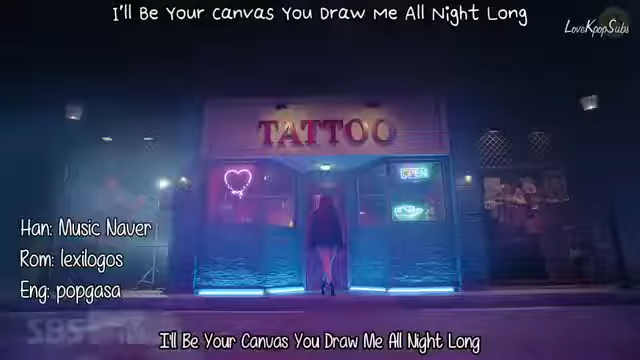 I'll Be Your Canvas You Draw Me All Night Long
LoveKpopSubs
TATTOO
OPEN
Han: Music Naver
Rom: lexilogos
Eng: popgasa
SBS
I'll Be Your Canvas You Draw Me All Night Long